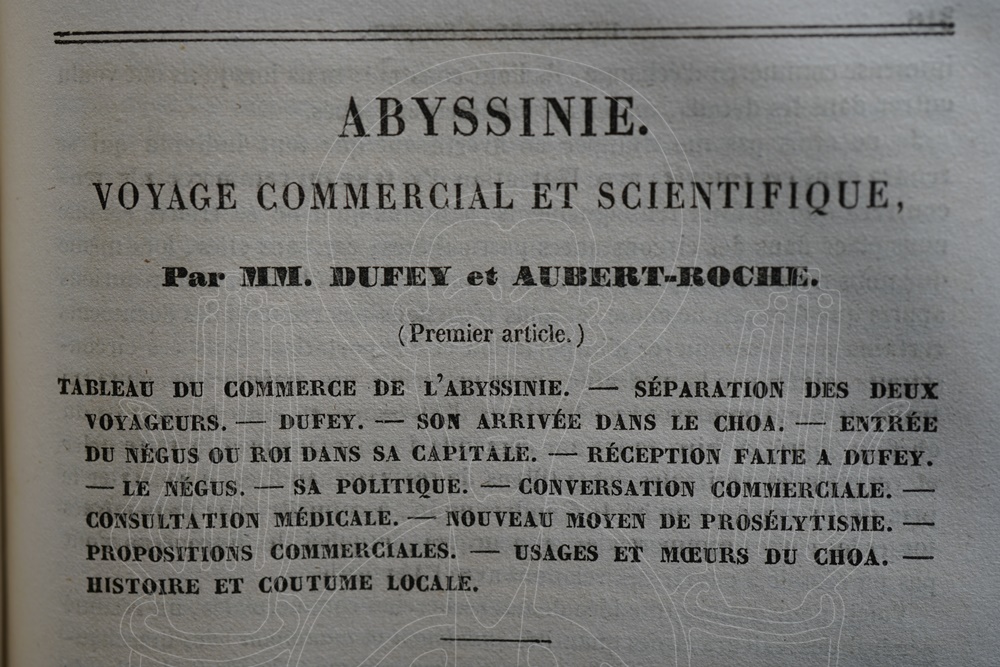 ABYSSINIE.
VOYAGE COMMERCIAL ET SCIENTIFIQUE,
Par MM. DUFEY et AUBERT-ROCHE.
(Premier article.)
TABLEAU DU COMMERCE DE L'ABYSSINIE. — SÉPARATION DES DEUX
VOYAGEURS. — DUFEY. — SON ARRIVÉE DANS LE CHOA. — ENTRÉE
DU NÉGUS OU ROI DANS SA CAPITALE. — RÉCEPTION FAITE A DUFEY.
— LE NÉGUS. — SA POLITIQUE. — CONVERSATION COMMERCIALE. —
CONSULTATION MÉDICALE. — NOUVEAU MOYEN DE PROSÉLYTISME. —
PROPOSITIONS COMMERCIALES. — USAGES ET MŒURS DU CHOA. —
HISTOIRE ET COUTUME LOCALE.